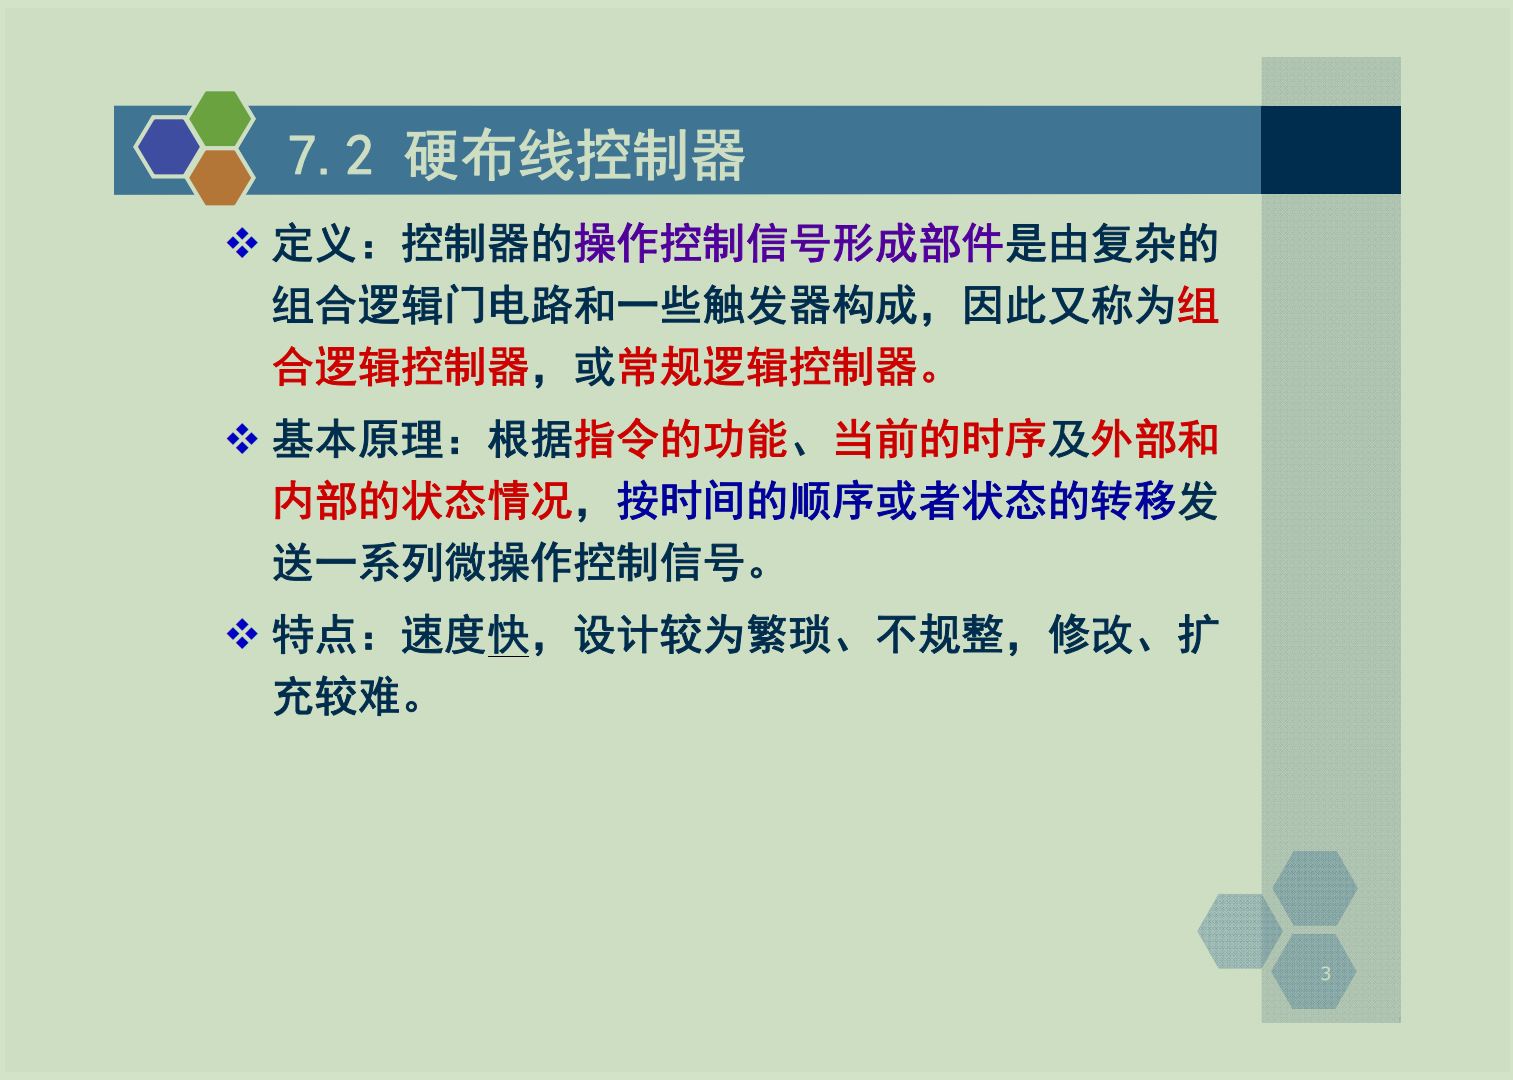 7.2 硬布线控制器
定义：控制器的操作控制信号形成部件是由复杂的
组合逻辑门电路和一些触发器构成，因此又称为组
合逻辑控制器，或常规逻辑控制器。
基本原理：根据指令的功能、当前的时序及外部和
内部的状态情况，按时间的顺序或者状态的转移发
送一系列微操作控制信号。
特点：速度快，设计较为繁琐、不规整，修改、扩
充较难。
3